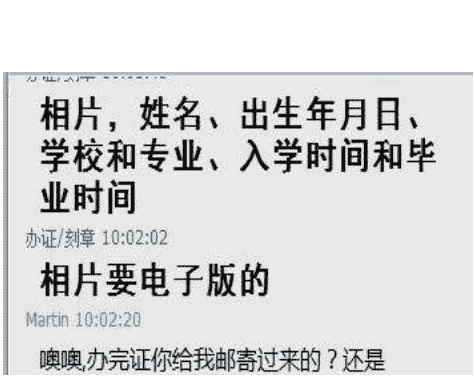 相片，姓名、出生年月日、
学校和专业、入学时间和毕
业时间
办证/刻章 10:02:02
相片要电子版的
Martin 10:02:20
噢噢,办完证你给我邮寄过来的？还是